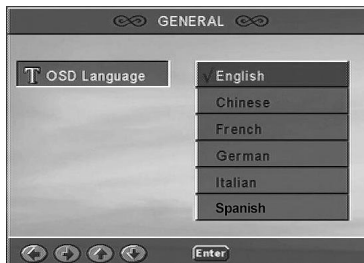 GENERAL
T OSD Language
✓ English
Chinese
French
German
Italian
Spanish
Enter